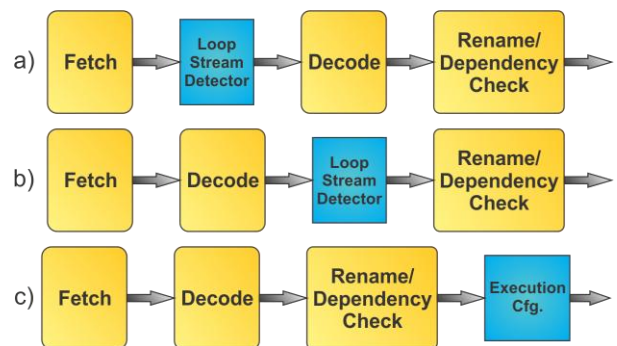 a)
Fetch
Loop
Stream
Detector
Decode
Rename/
Dependency
Check
b)
Fetch
Decode
Loop
Stream
Detector
Rename/
Dependency
Check
c)
Fetch
Decode
Rename/
Dependency
Check
Execution
Cfg.